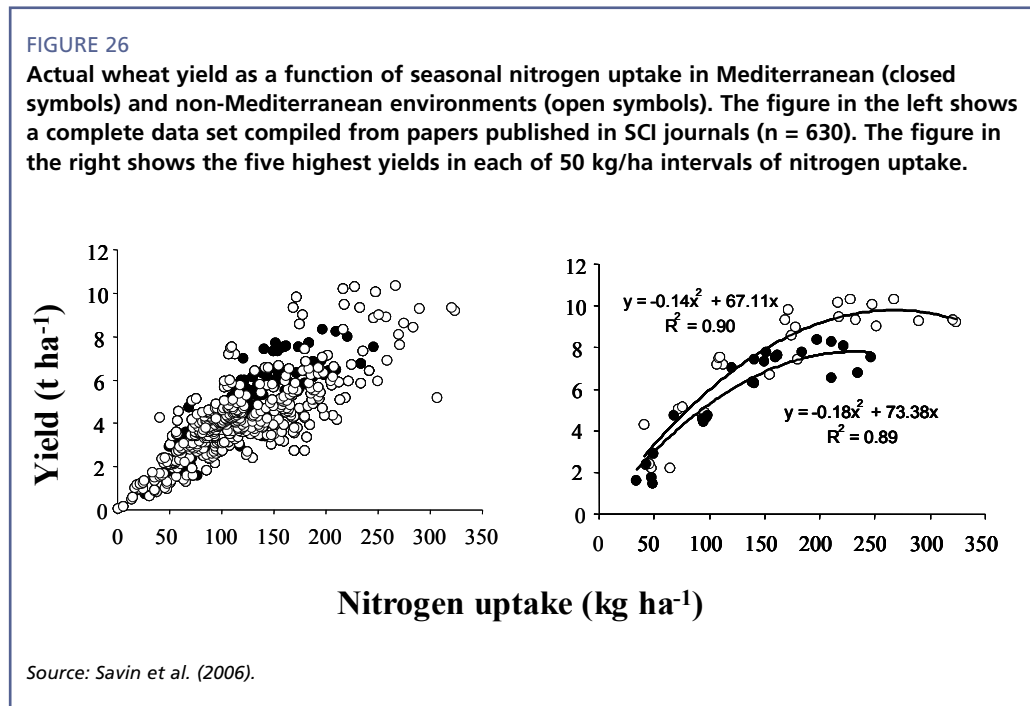 FIGURE 26
Actual wheat yield as a function of seasonal nitrogen uptake in Mediterranean (closed
symbols) and non-Mediterranean environments (open symbols). The figure in the left shows
a complete data set compiled from papers published in SCI journals (n = 630). The figure in
the right shows the five highest yields in each of 50 kg/ha intervals of nitrogen uptake.
Yield (t ha⁻¹)
12
10
8
6
4
2
0
0 50 100 150 200 250 300 350
12
10
8
6
4
2
0
y = -0.14x² + 67.11x
R² = 0.90
y = -0.18x² + 73.38x
R² = 0.89
0 50 100 150 200 250 300 350
Nitrogen uptake (kg ha⁻¹)
Source: Savin et al. (2006).